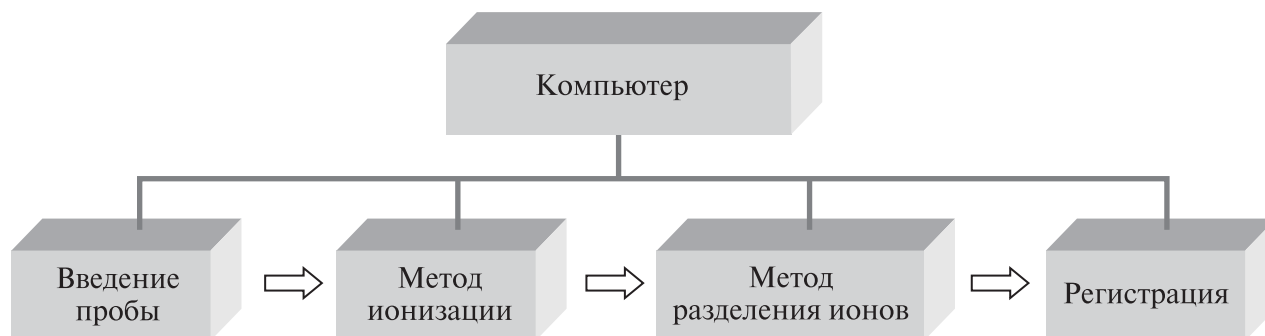 Компьютер
Введение
пробы
Метод
ионизации
Метод
разделения ионов
Регистрация